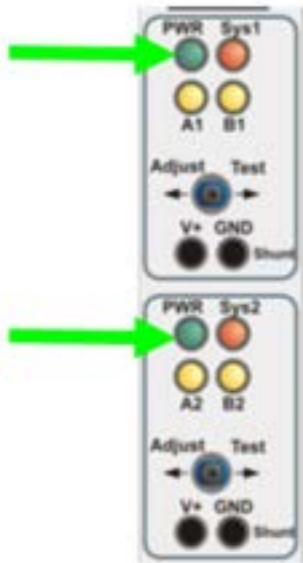 PWR Sys1
A1 B1
Adjust Test
V+ GND
Shunt
PWR Sys2
A2 B2
Adjust Test
V+ GND
Shunt